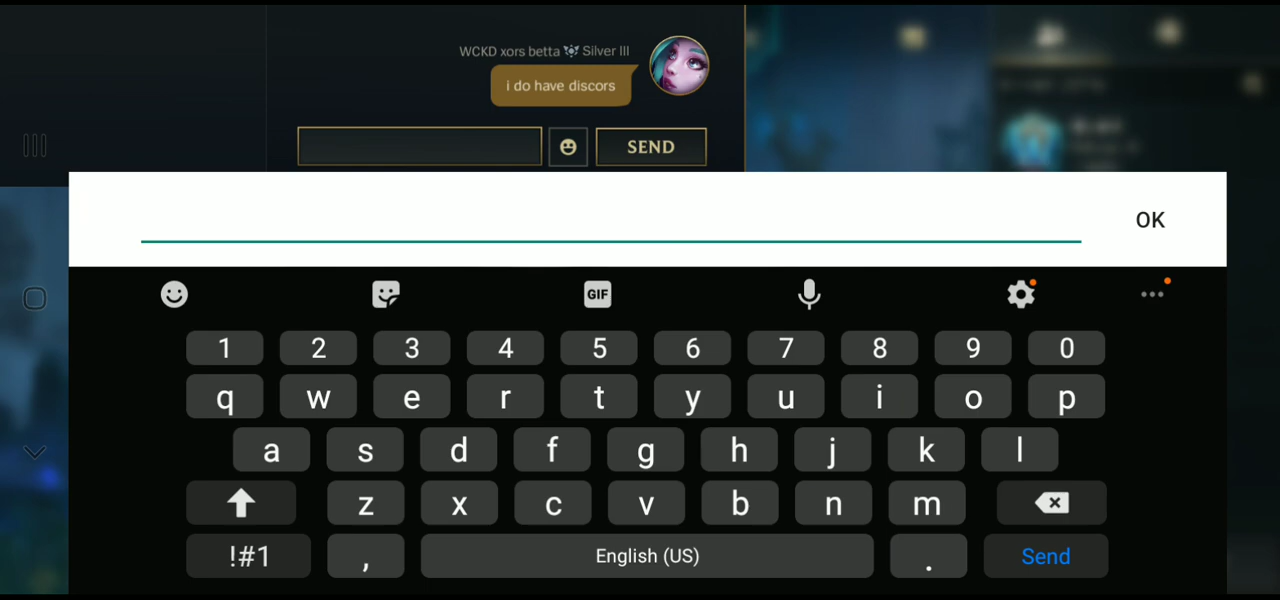 WCKD xors betta Silver III
i do have discors
SEND
OK
GIF
1 2 3 4 5 6 7 8 9 0
q w e r t y u i o p
a s d f g h j k l
z x c v b n m
!#1 , English (US) . Send